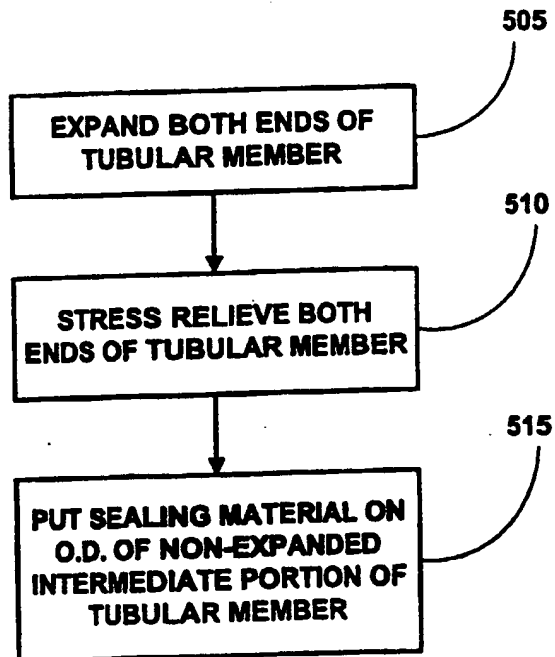 505
EXPAND BOTH ENDS OF
TUBULAR MEMBER
510
STRESS RELIEVE BOTH
ENDS OF TUBULAR MEMBER
515
PUT SEALING MATERIAL ON
O.D. OF NON-EXPANDED
INTERMEDIATE PORTION OF
TUBULAR MEMBER